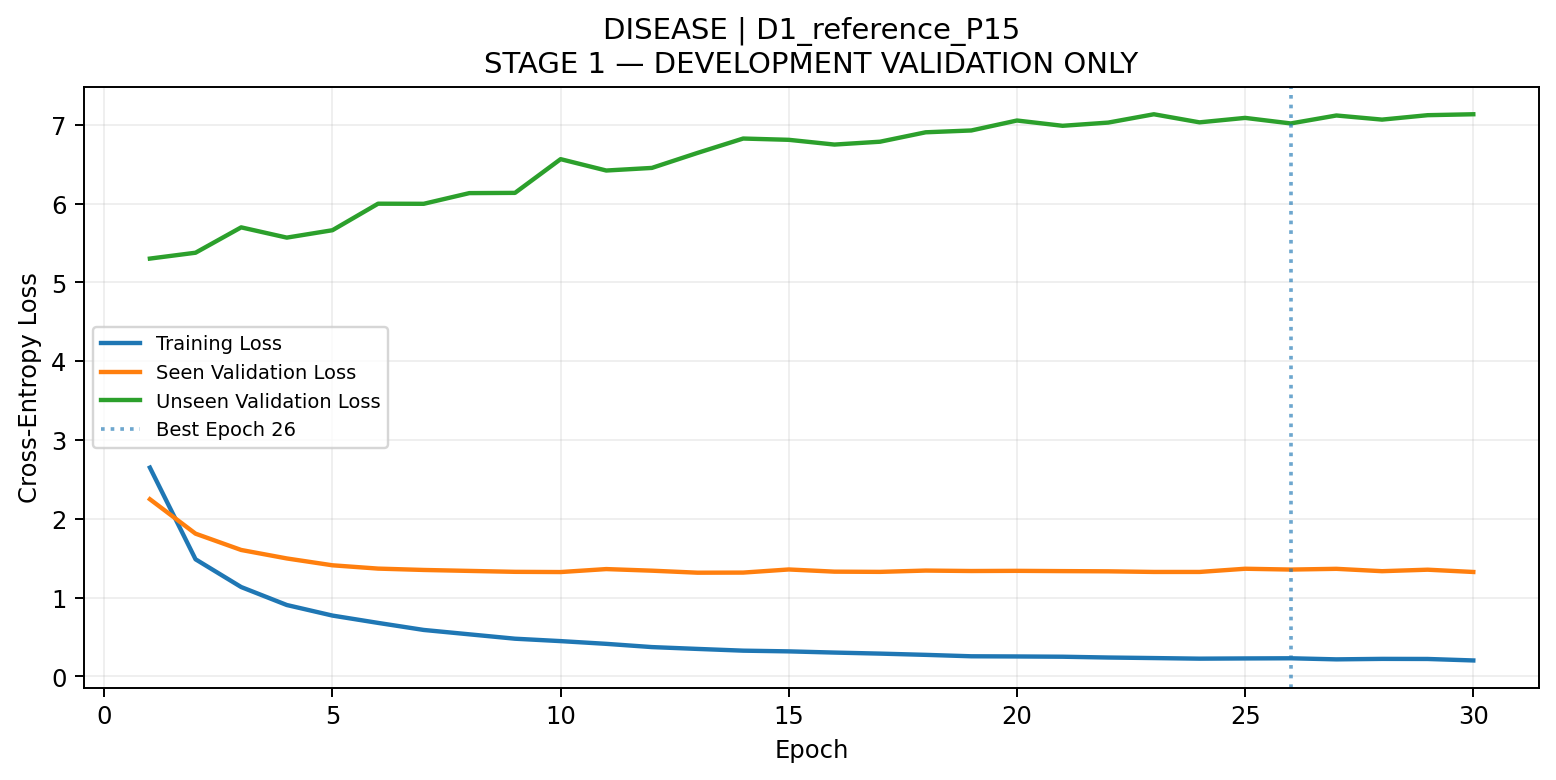 DISEASE | D1_reference_P15
STAGE 1 — DEVELOPMENT VALIDATION ONLY
Cross-Entropy Loss
7
6
5
4
3
2
1
0
Training Loss
Seen Validation Loss
Unseen Validation Loss
Best Epoch 26
0 5 10 15 20 25 30
Epoch